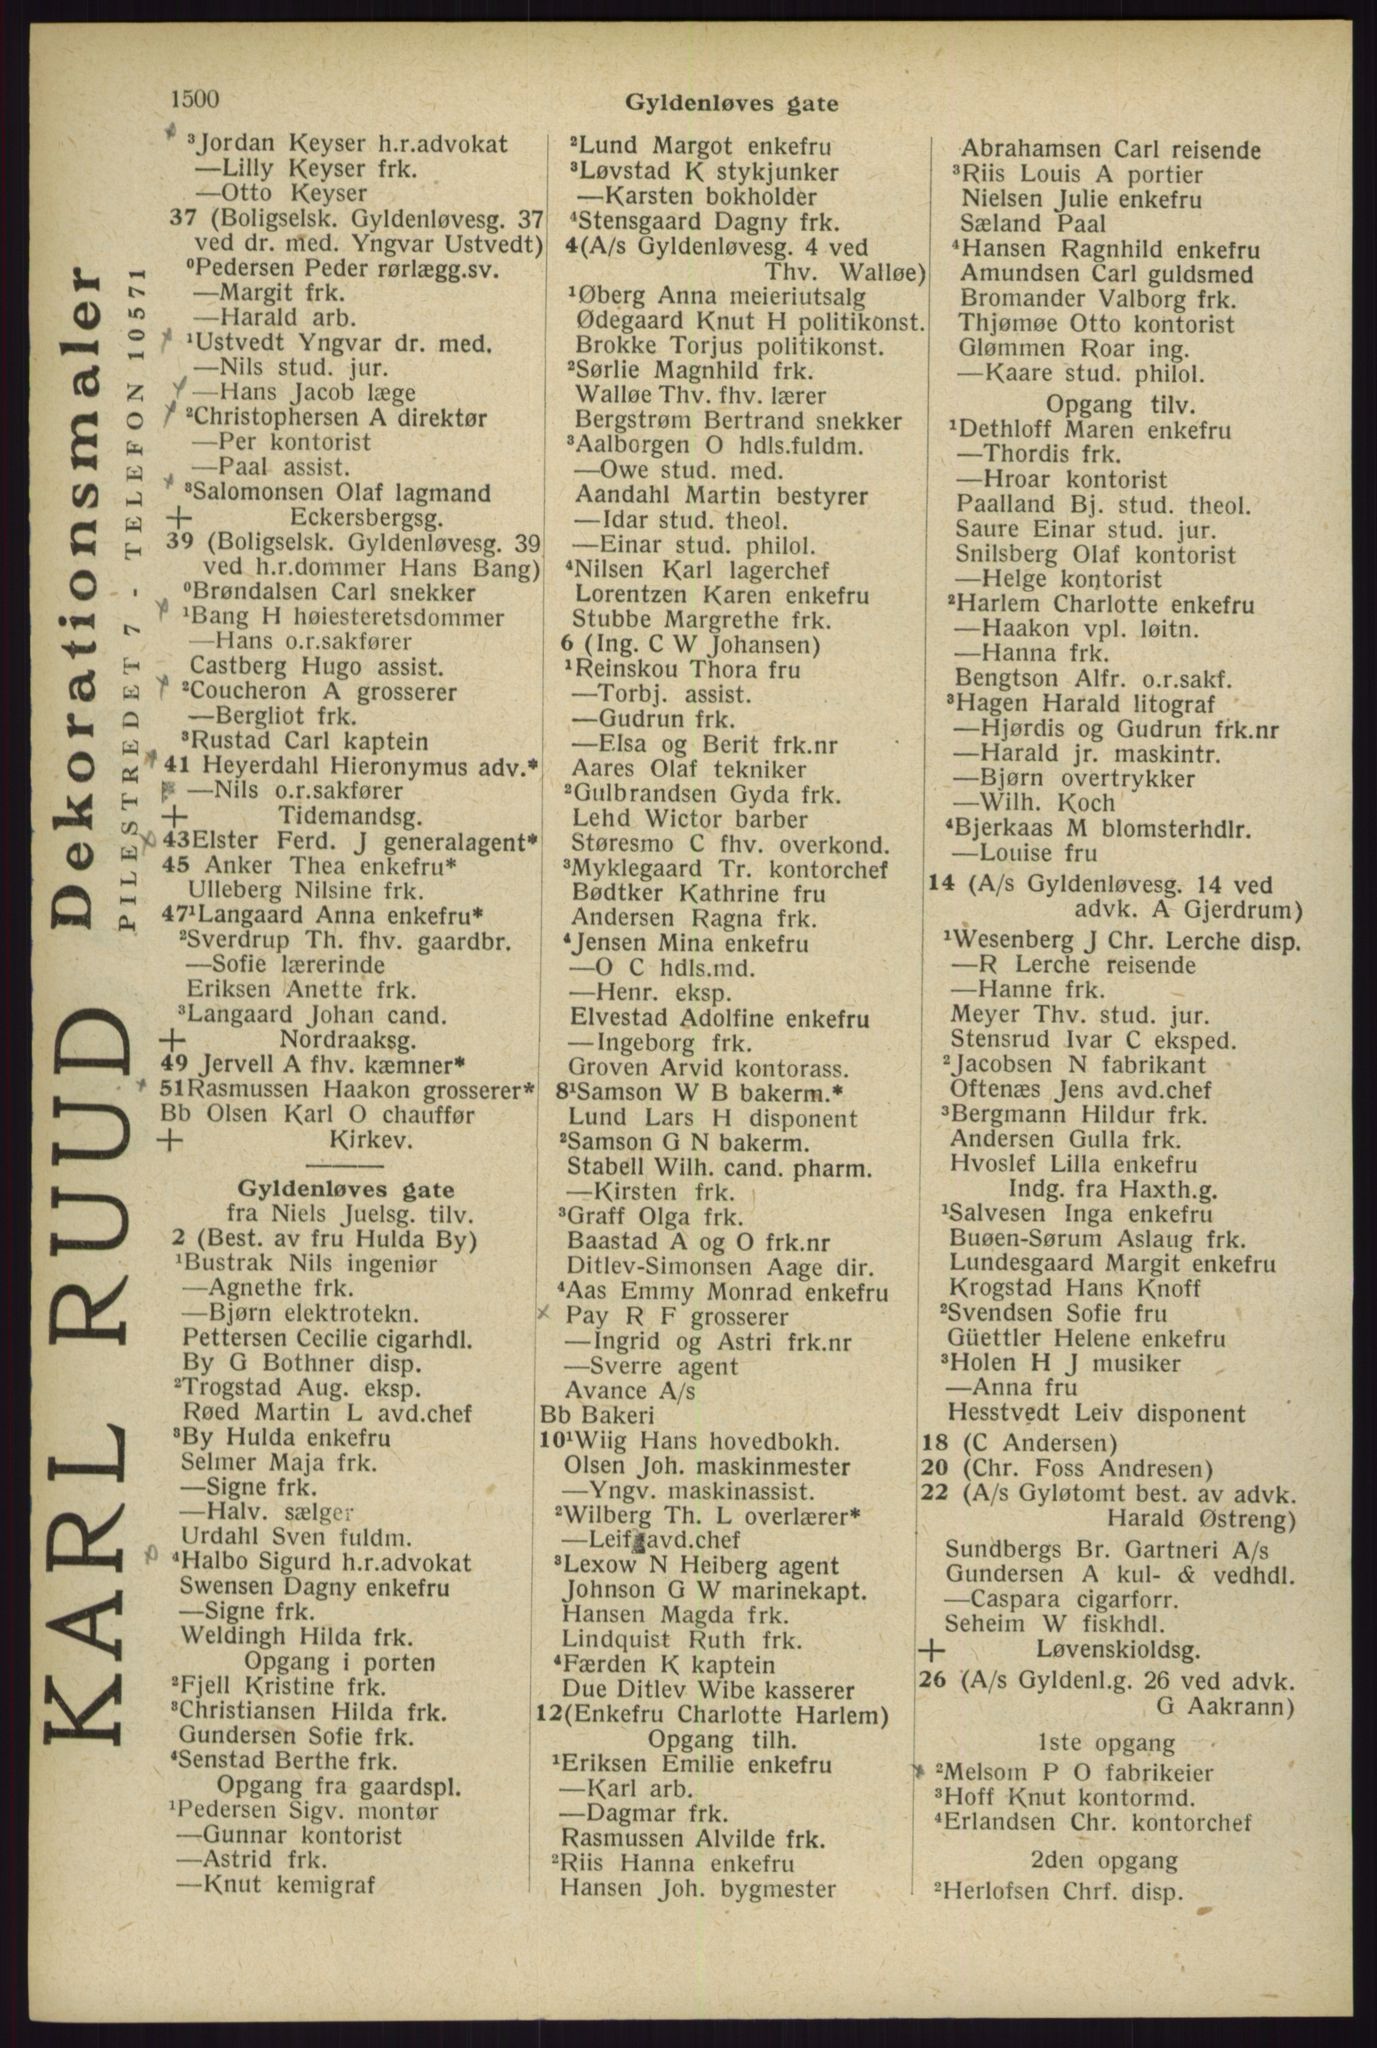 1500
Gyldenløves gate
KARL RUUD Dekorationsmaler
PILESTREDET 7 - TELEFON 10571
³Jordan Keyser h.r.advokat
—Lilly Keyser frk.
—Otto Keyser
37 (Boligselsk. Gyldenløvesg. 37
ved dr. med. Yngvar Ustvedt)
⁰Pedersen Peder rørlægg.sv.
—Margit frk.
—Harald arb.
¹Ustvedt Yngvar dr. med.
—Nils stud. jur.
—Hans Jacob læge
²Christophersen A direktør
—Per kontorist
—Paal assist.
³Salomonsen Olaf lagmand
+ Eckersbergsg.
39 (Boligselsk. Gyldenløvesg. 39
ved h.r.dommer Hans Bang)
⁰Brøndalsen Carl snekker
¹Bang H høiesteretsdommer
—Hans o.r.sakfører
Castberg Hugo assist.
²Coucheron A grosserer
—Bergliot frk.
³Rustad Carl kaptein
41 Heyerdahl Hieronymus adv.*
—Nils o.r.sakfører
+ Tidemandsg.
43Elster Ferd. J generalagent*
45 Anker Thea enkefru*
Ulleberg Nilsine frk.
47¹Langaard Anna enkefru*
²Sverdrup Th. fhv. gaardbr.
—Sofie lærerinde
Eriksen Anette frk.
³Langaard Johan cand.
+ Nordraaksg.
49 Jervell A fhv. kæmner*
51Rasmussen Haakon grosserer*
Bb Olsen Karl O chauffør
+ Kirkev.
Gyldenløves gate
fra Niels Juelsg. tilv.
2 (Best. av fru Hulda By)
¹Bustrak Nils ingeniør
—Agnethe frk.
—Bjørn elektrotekn.
Pettersen Cecilie cigarhdl.
By G Bothner disp.
²Trogstad Aug. eksp.
Røed Martin L avd.chef
³By Hulda enkefru
Selmer Maja frk.
—Signe frk.
—Halv. sælger
Urdahl Sven fuldm.
⁴Halbo Sigurd h.r.advokat
Swensen Dagny enkefru
—Signe frk.
Weldingh Hilda frk.
Opgang i porten
²Fjell Kristine frk.
³Christiansen Hilda frk.
Gundersen Sofie frk.
⁴Senstad Berthe frk.
Opgang fra gaardspl.
¹Pedersen Sigv. montør
—Gunnar kontorist
—Astrid frk.
—Knut kemigraf
²Lund Margot enkefru
³Løvstad K stykjunker
—Karsten bokholder
⁴Stensgaard Dagny frk.
4(A/s Gyldenløvesg. 4 ved
Thv. Walløe)
¹Øberg Anna meieriutsalg
Ødegaard Knut H politikonst.
Brokke Torjus politikonst.
²Sørlie Magnhild frk.
Walløe Thv. fhv. lærer
Bergstrøm Bertrand snekker
³Aalborgen O hdls.fuldm.
—Owe stud. med.
Aandahl Martin bestyrer
—Idar stud. theol.
—Einar stud. philol.
⁴Nilsen Karl lagerchef
Lorentzen Karen enkefru
Stubbe Margrethe frk.
6 (Ing. C W Johansen)
¹Reinskou Thora fru
—Torbj. assist.
—Gudrun frk.
—Elsa og Berit frk.nr
Aares Olaf tekniker
²Gulbrandsen Gyda frk.
Lehd Wictor barber
Støresmo C fhv. overkond.
³Myklegaard Tr. kontorchef
Bødtker Kathrine fru
Andersen Ragna frk.
⁴Jensen Mina enkefru
—O C hdls.md.
—Henr. eksp.
Elvestad Adolfine enkefru
—Ingeborg frk.
Groven Arvid kontorass.
8¹Samson W B bakerm.*
Lund Lars H disponent
²Samson G N bakerm.
Stabell Wilh. cand. pharm.
—Kirsten frk.
³Graff Olga frk.
Baastad A og O frk.nr
Ditlev-Simonsen Aage dir.
⁴Aas Emmy Monrad enkefru
Pay R F grosserer
—Ingrid og Astri frk.nr
—Sverre agent
Avance A/s
Bb Bakeri
10¹Wiig Hans hovedbokh.
Olsen Joh. maskinmester
—Yngv. maskinassist.
²Wilberg Th. L overlærer*
—Leif avd.chef
³Lexow N Heiberg agent
Johnson G W marinekapt.
Hansen Magda frk.
Lindquist Ruth frk.
⁴Færden K kaptein
Due Ditlev Wibe kasserer
12(Enkefru Charlotte Harlem)
Opgang tilh.
¹Eriksen Emilie enkefru
—Karl arb.
—Dagmar frk.
Rasmussen Alvilde frk.
²Riis Hanna enkefru
Hansen Joh. bygmester
Abrahamsen Carl reisende
³Riis Louis A portier
Nielsen Julie enkefru
Sæland Paal
⁴Hansen Ragnhild enkefru
Amundsen Carl guldsmed
Bromander Valborg frk.
Thjømøe Otto kontorist
Glømmen Roar ing.
—Kaare stud. philol.
Opgang tilv.
¹Dethloff Maren enkefru
—Thordis frk.
—Hroar kontorist
Paalland Bj. stud. theol.
Saure Einar stud. jur.
Snilsberg Olaf kontorist
—Helge kontorist
²Harlem Charlotte enkefru
—Haakon vpl. løitn.
—Hanna frk.
Bengtson Alfr. o.r.sakf.
³Hagen Harald litograf
—Hjørdis og Gudrun frk.nr
—Harald jr. maskintr.
—Bjørn overtrykker
—Wilh. Koch
⁴Bjerkaas M blomsterhdlr.
—Louise fru
14 (A/s Gyldenløvesg. 14 ved
advk. A Gjerdrum)
¹Wesenberg J Chr. Lerche disp.
—R Lerche reisende
—Hanne frk.
Meyer Thv. stud. jur.
Stensrud Ivar C eksped.
²Jacobsen N fabrikant
Oftenæs Jens avd.chef
³Bergmann Hildur frk.
Andersen Gulla frk.
Hvoslef Lilla enkefru
Indg. fra Haxth.g.
¹Salvesen Inga enkefru
Buøen-Sørum Aslaug frk.
Lundesgaard Margit enkefru
Krogstad Hans Knoff
²Svendsen Sofie fru
Güettler Helene enkefru
³Holen H J musiker
—Anna fru
Hesstvedt Leiv disponent
18 (C Andersen)
20 (Chr. Foss Andresen)
22 (A/s Gyløtomt best. av advk.
Harald Østreng)
Sundbergs Br. Gartneri A/s
Gundersen A kul- & vedhdl.
—Caspara cigarforr.
Seheim W fiskhdl.
+ Løvenskioldsg.
26 (A/s Gyldenl.g. 26 ved advk.
G Aakrann)
1ste opgang
²Melsom P O fabrikeier
³Hoff Knut kontormd.
⁴Erlandsen Chr. kontorchef
2den opgang
²Herlofsen Chrf. disp.